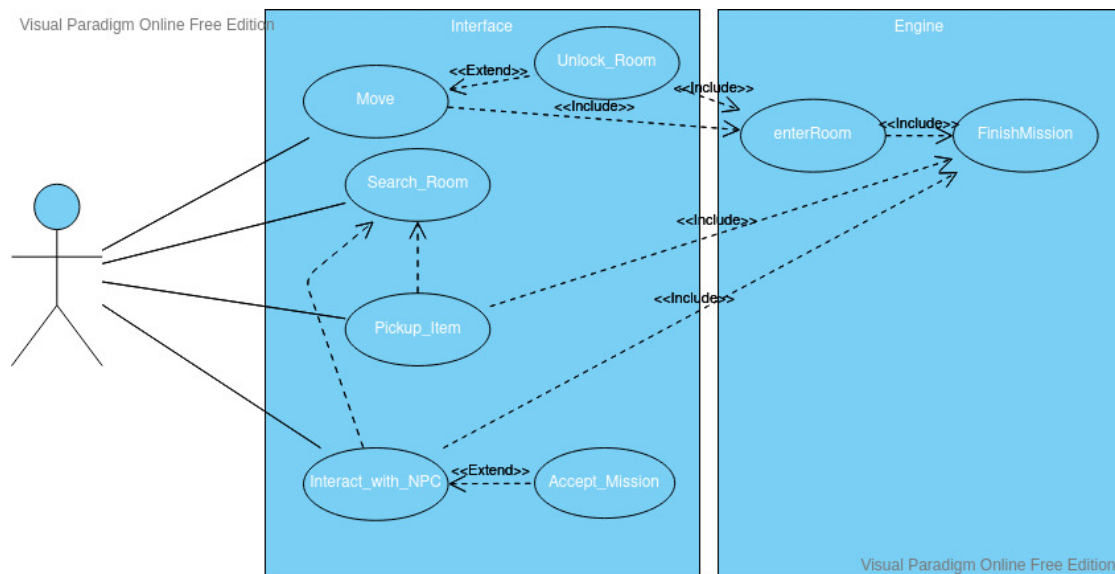 Visual Paradigm Online Free Edition
Interface
Engine
Unlock_Room
<<Extend>>
Move
<<Include>>
<<Include>>
enterRoom
<<Include>>
FinishMission
Search_Room
<<Include>>
<<Include>>
Pickup_Item
Interact_with_NPC
<<Extend>>
Accept_Mission
Visual Paradigm Online Free Edition